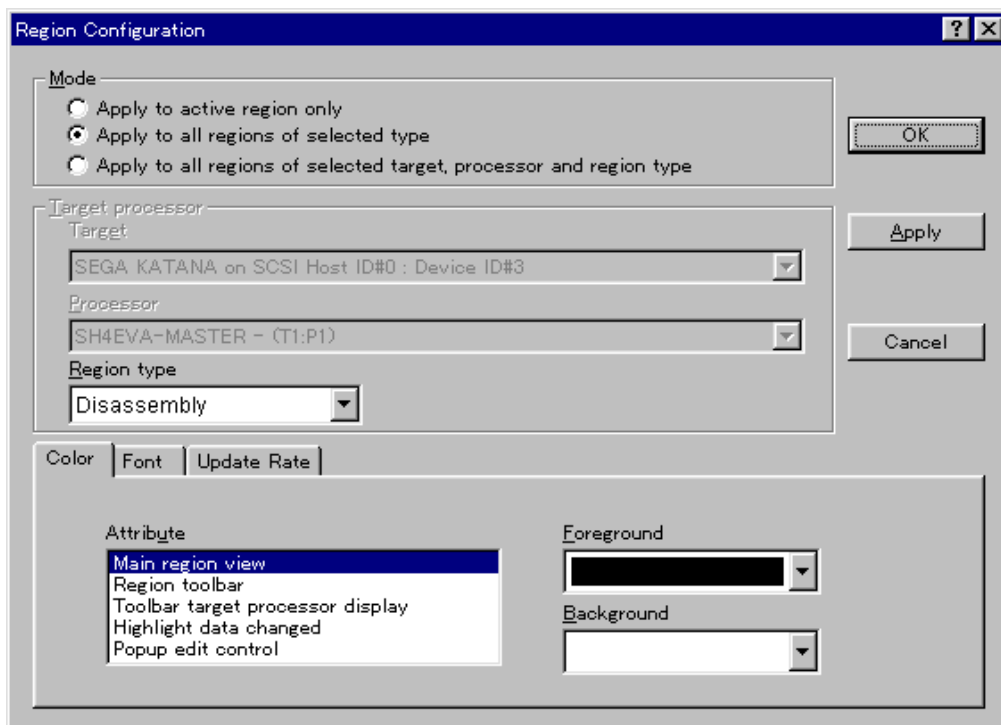 Region Configuration
Mode
Apply to active region only
Apply to all regions of selected type
Apply to all regions of selected target, processor and region type
OK
Target processor
Target
SEGA KATANA on SCSI Host ID#0 : Device ID#3
Apply
Processor
SH4EVA-MASTER - (T1:P1)
Cancel
Region type
Disassembly
Color Font Update Rate
Attribute
Main region view
Region toolbar
Toolbar target processor display
Highlight data changed
Popup edit control
Foreground
Background